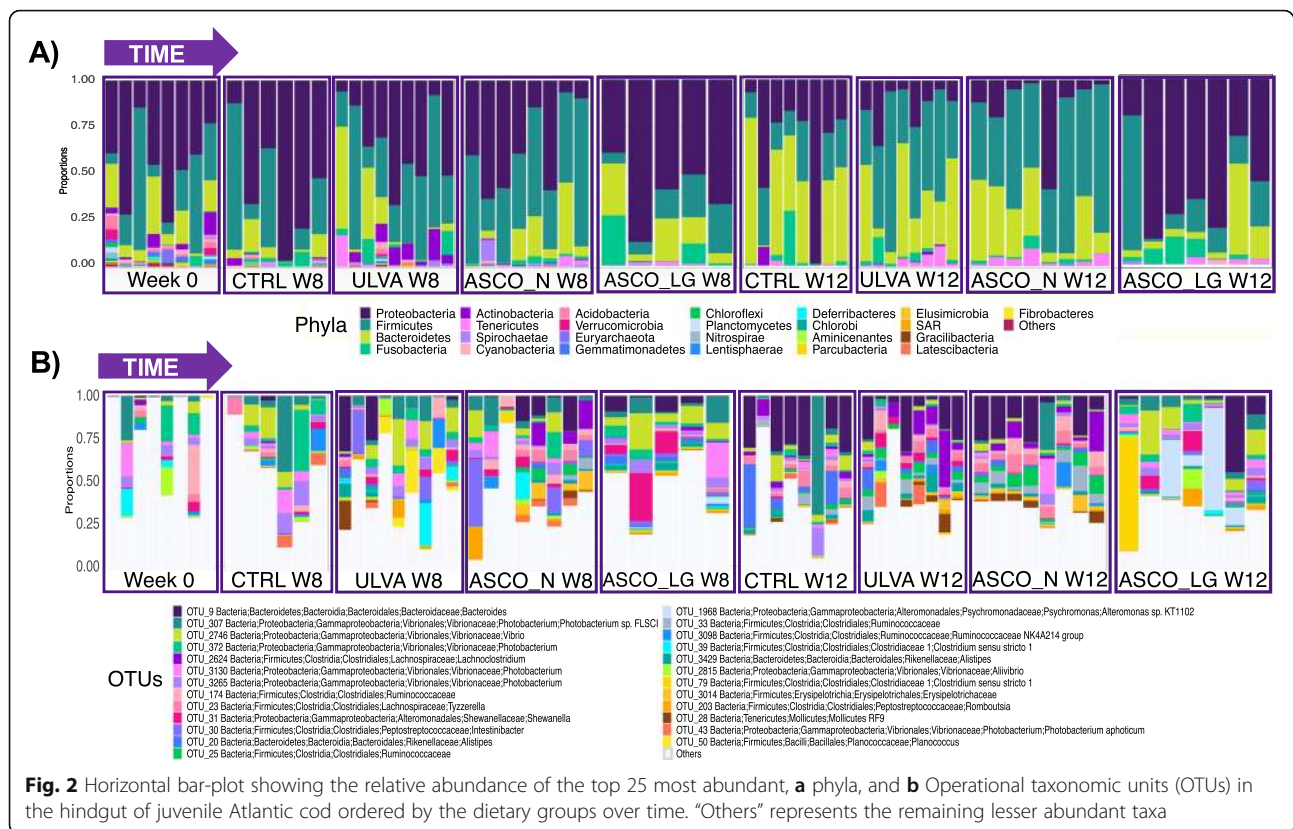 A)
TIME
1.00
0.75
0.50
0.25
0.00
Proportions
Week 0 CTRL W8 ULVA W8 ASCO_N W8 ASCO_LG W8 CTRL W12 ULVA W12 ASCO_N W12 ASCO_LG W12
Phyla
Proteobacteria Actinobacteria Acidobacteria Chloroflexi Deferribacteres Elusimicrobia Fibrobacteres
Firmicutes Tenericutes Verrucomicrobia Planctomycetes Chlorobi SAR Others
Bacteroidetes Spirochaetae Euryarchaeota Nitrospirae Aminicenantes Gracilibacteria
Fusobacteria Cyanobacteria Gemmatimonadetes Lentisphaerae Parcubacteria Latescibacteria
B)
TIME
1.00
0.75
0.50
0.25
0.00
Proportions
Week 0 CTRL W8 ULVA W8 ASCO_N W8 ASCO_LG W8 CTRL W12 ULVA W12 ASCO_N W12 ASCO_LG W12
OTUs
OTU_9 Bacteria;Bacteroidetes;Bacteroidia;Bacteroidales;Bacteroidaceae;Bacteroides
OTU_307 Bacteria;Proteobacteria;Gammaproteobacteria;Vibrionales;Vibrionaceae;Photobacterium;Photobacterium sp. FLSCI
OTU_2746 Bacteria;Proteobacteria;Gammaproteobacteria;Vibrionales;Vibrionaceae;Vibrio
OTU_372 Bacteria;Proteobacteria;Gammaproteobacteria;Vibrionales;Vibrionaceae;Photobacterium
OTU_2624 Bacteria;Firmicutes;Clostridia;Clostridiales;Lachnospiraceae;Lachnoclostridium
OTU_3130 Bacteria;Proteobacteria;Gammaproteobacteria;Vibrionales;Vibrionaceae;Photobacterium
OTU_3265 Bacteria;Proteobacteria;Gammaproteobacteria;Vibrionales;Vibrionaceae;Photobacterium
OTU_174 Bacteria;Firmicutes;Clostridia;Clostridiales;Ruminococcaceae
OTU_23 Bacteria;Firmicutes;Clostridia;Clostridiales;Lachnospiraceae;Tyzzerella
OTU_31 Bacteria;Proteobacteria;Gammaproteobacteria;Alteromonadales;Shewanellaceae;Shewanella
OTU_30 Bacteria;Firmicutes;Clostridia;Clostridiales;Peptostreptococcaceae;Intestinibacter
OTU_20 Bacteria;Bacteroidetes;Bacteroidia;Bacteroidales;Rikenellaceae;Alistipes
OTU_25 Bacteria;Firmicutes;Clostridia;Clostridiales;Ruminococcaceae
OTU_1968 Bacteria;Proteobacteria;Gammaproteobacteria;Alteromonadales;Psychromonadaceae;Psychromonas;Alteromonas sp. KT1102
OTU_33 Bacteria;Firmicutes;Clostridia;Clostridiales;Ruminococcaceae
OTU_3098 Bacteria;Firmicutes;Clostridia;Clostridiales;Ruminococcaceae;Ruminococcaceae NK4A214 group
OTU_39 Bacteria;Firmicutes;Clostridia;Clostridiales;Clostridiaceae 1;Clostridium sensu stricto 1
OTU_3429 Bacteria;Bacteroidetes;Bacteroidia;Bacteroidales;Rikenellaceae;Alistipes
OTU_2815 Bacteria;Proteobacteria;Gammaproteobacteria;Vibrionales;Vibrionaceae;Aliivibrio
OTU_79 Bacteria;Firmicutes;Clostridia;Clostridiales;Clostridiaceae 1;Clostridium sensu stricto 1
OTU_3014 Bacteria;Firmicutes;Erysipelotrichia;Erysipelotrichales;Erysipelotrichaceae
OTU_203 Bacteria;Firmicutes;Clostridia;Clostridiales;Peptostreptococcaceae;Romboutsia
OTU_28 Bacteria;Tenericutes;Mollicutes;Mollicutes RF9
OTU_43 Bacteria;Proteobacteria;Gammaproteobacteria;Vibrionales;Vibrionaceae;Photobacterium;Photobacterium aphoticum
OTU_50 Bacteria;Firmicutes;Bacilli;Bacillales;Planococcaceae;Planococcus
Others
Fig. 2 Horizontal bar-plot showing the relative abundance of the top 25 most abundant, a phyla, and b Operational taxonomic units (OTUs) in
the hindgut of juvenile Atlantic cod ordered by the dietary groups over time. “Others” represents the remaining lesser abundant taxa